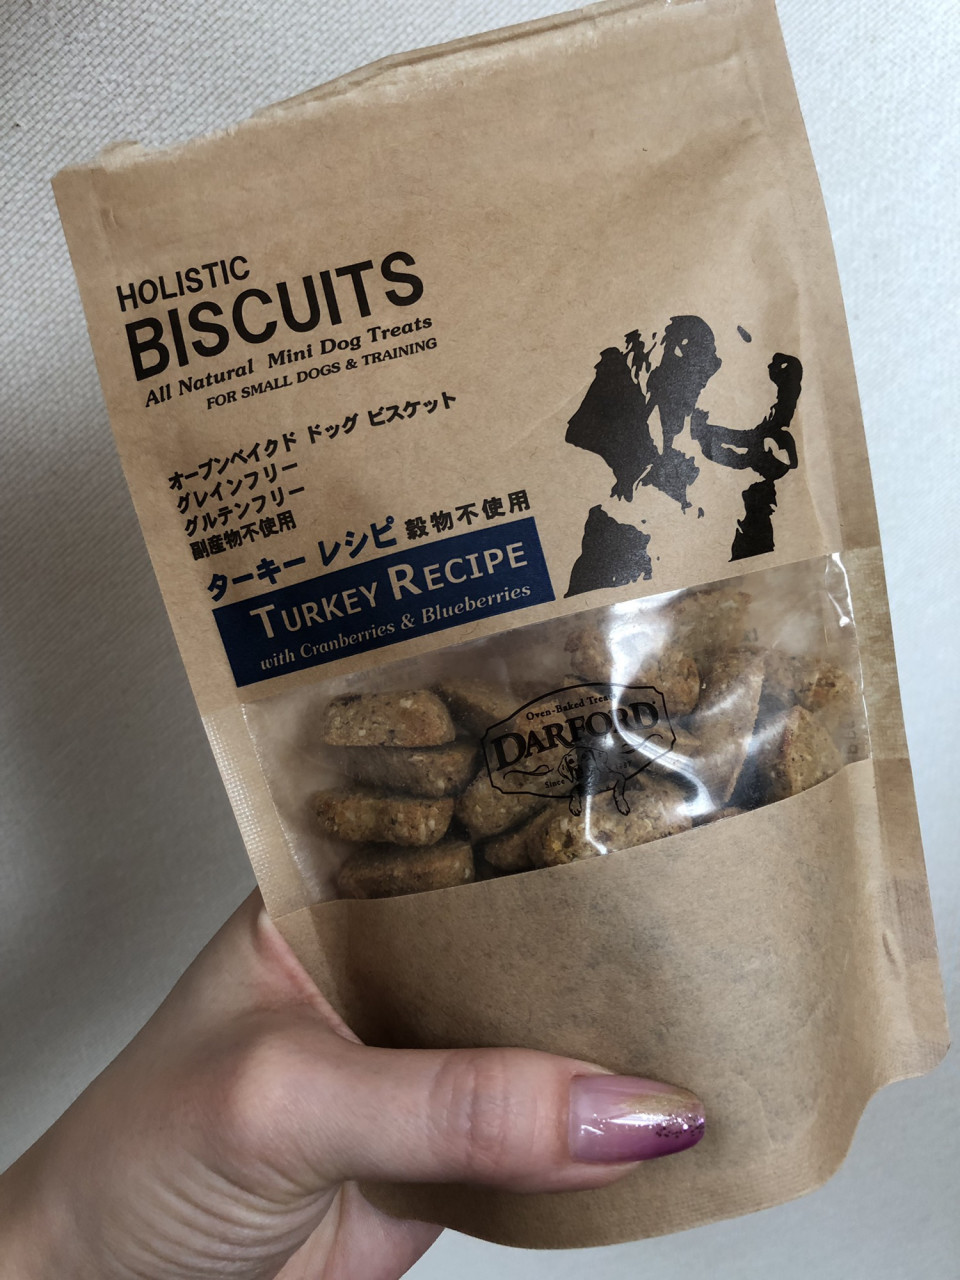 HOLISTIC
BISCUITS
All Natural Mini Dog Treats
FOR SMALL DOGS & TRAINING
オーブンベイクド ドッグ ビスケット
グレインフリー
グルテンフリー
副産物不使用
ターキー レシピ 穀物不使用
TURKEY RECIPE
with Cranberries & Blueberries
Oven-Baked Treats
DARFORD
Since